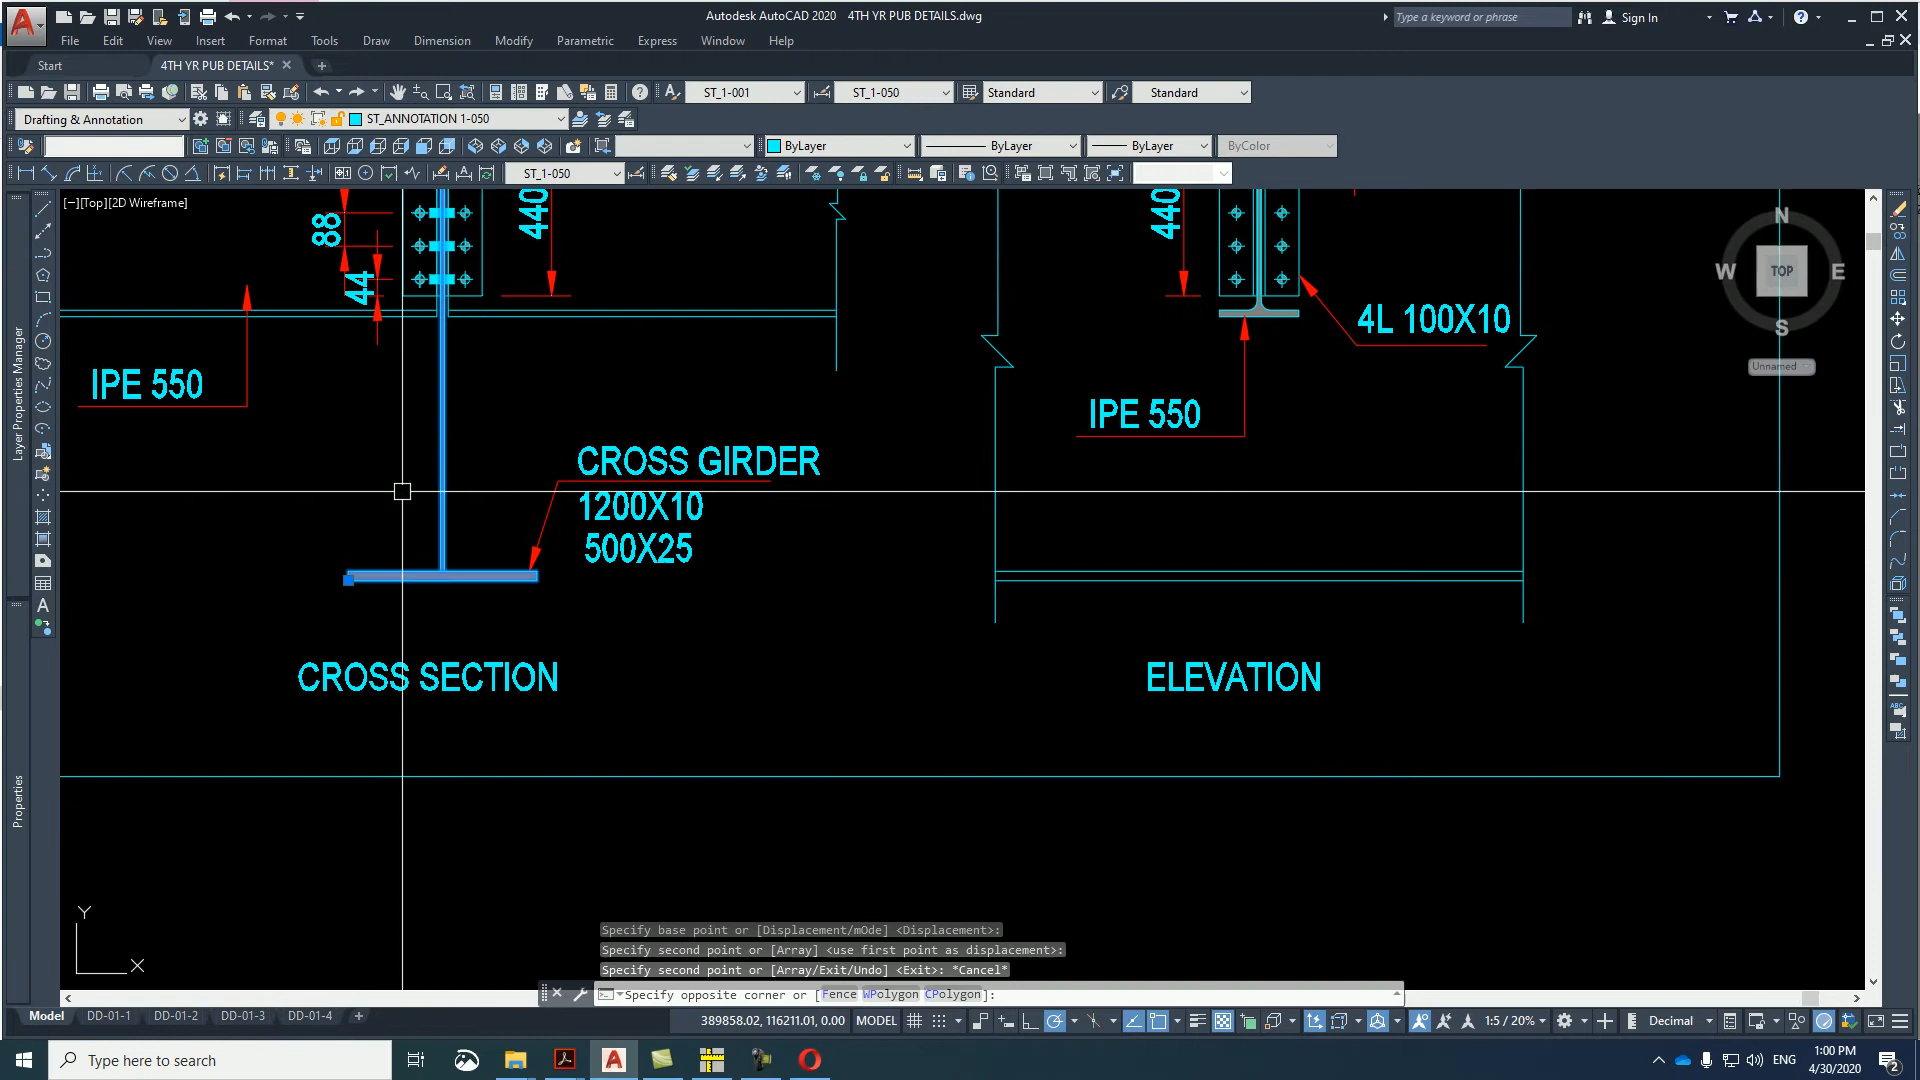 Autodesk AutoCAD 2020 4TH YR PUB DETAILS.dwg
Type a keyword or phrase
Sign In
File Edit View Insert Format Tools Draw Dimension Modify Parametric Express Window Help
Start
4TH YR PUB DETAILS*
ST_1-001
ST_1-050
Standard
Standard
Drafting & Annotation
ST_ANNOTATION 1-050
ByLayer
ByLayer
ByLayer
ByColor
ST_1-050
[−][Top][2D Wireframe]
88
440
44
440
4L 100X10
IPE 550
IPE 550
CROSS GIRDER
1200X10
500X25
CROSS SECTION
ELEVATION
N
W
TOP
E
S
Unnamed
Layer Properties Manager
Properties
Y
X
Specify base point or [Displacement/mOde] <Displacement>:
Specify second point or [Array] <use first point as displacement>:
Specify second point or [Array/Exit/Undo] <Exit>: *Cancel*
Specify opposite corner or [Fence WPolygon CPolygon]:
Model DD-01-1 DD-01-2 DD-01-3 DD-01-4
389858.02, 116211.01, 0.00 MODEL
1:5 / 20%
Decimal
Type here to search
ENG
1:00 PM
4/30/2020
2